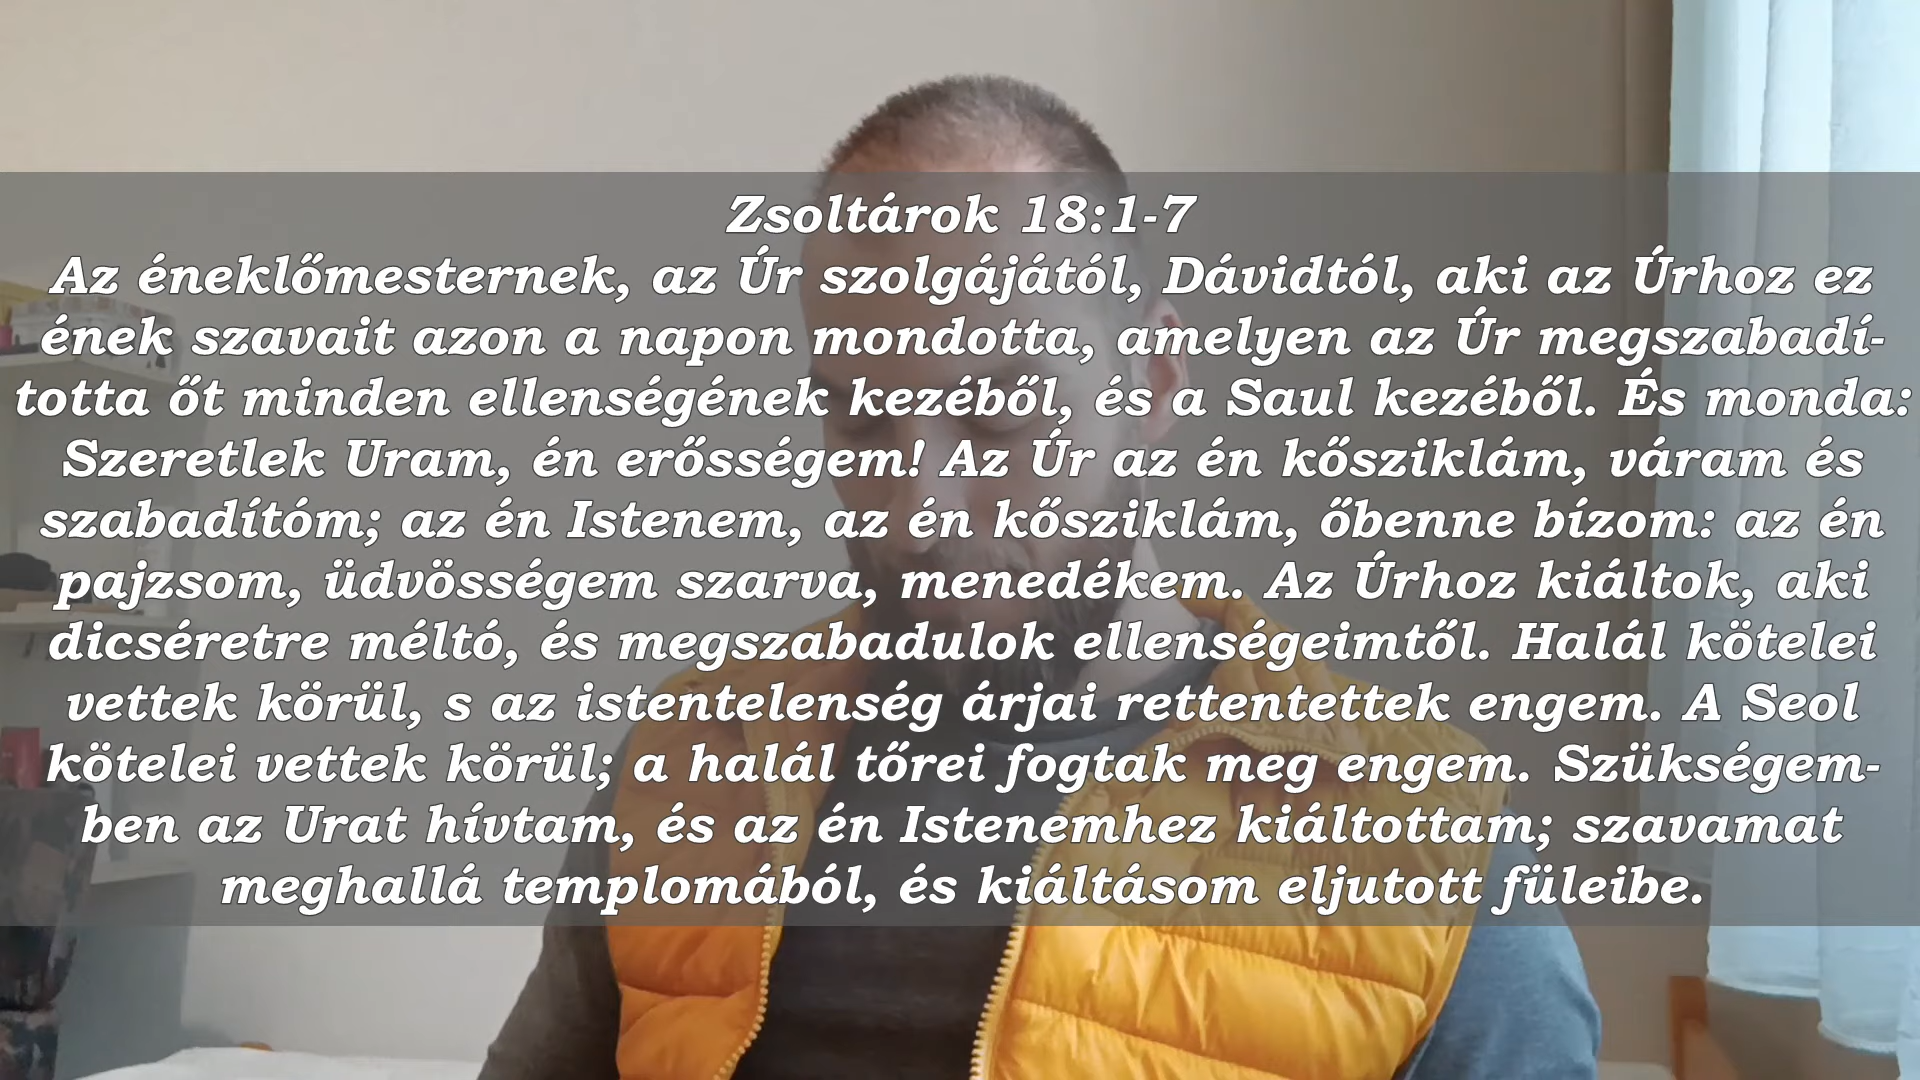 Zsoltárok 18:1-7
Az éneklőmesternek, az Úr szolgájától, Dávidtól, aki az Úrhoz ez
ének szavait azon a napon mondotta, amelyen az Úr megszabadí-
totta őt minden ellenségének kezéből, és a Saul kezéből. És monda:
Szeretlek Uram, én erősségem! Az Úr az én kősziklám, váram és
szabadítóm; az én Istenem, az én kősziklám, őbenne bízom: az én
pajzsom, üdvösségem szarva, menedékem. Az Úrhoz kiáltok, aki
dicséretre méltó, és megszabadulok ellenségeimtől. Halál kötelei
vettek körül, s az istentelenség árjai rettentettek engem. A Seol
kötelei vettek körül; a halál tőrei fogtak meg engem. Szükségem-
ben az Urat hívtam, és az én Istenemhez kiáltottam; szavamat
meghallá templomából, és kiáltásom eljutott füleibe.